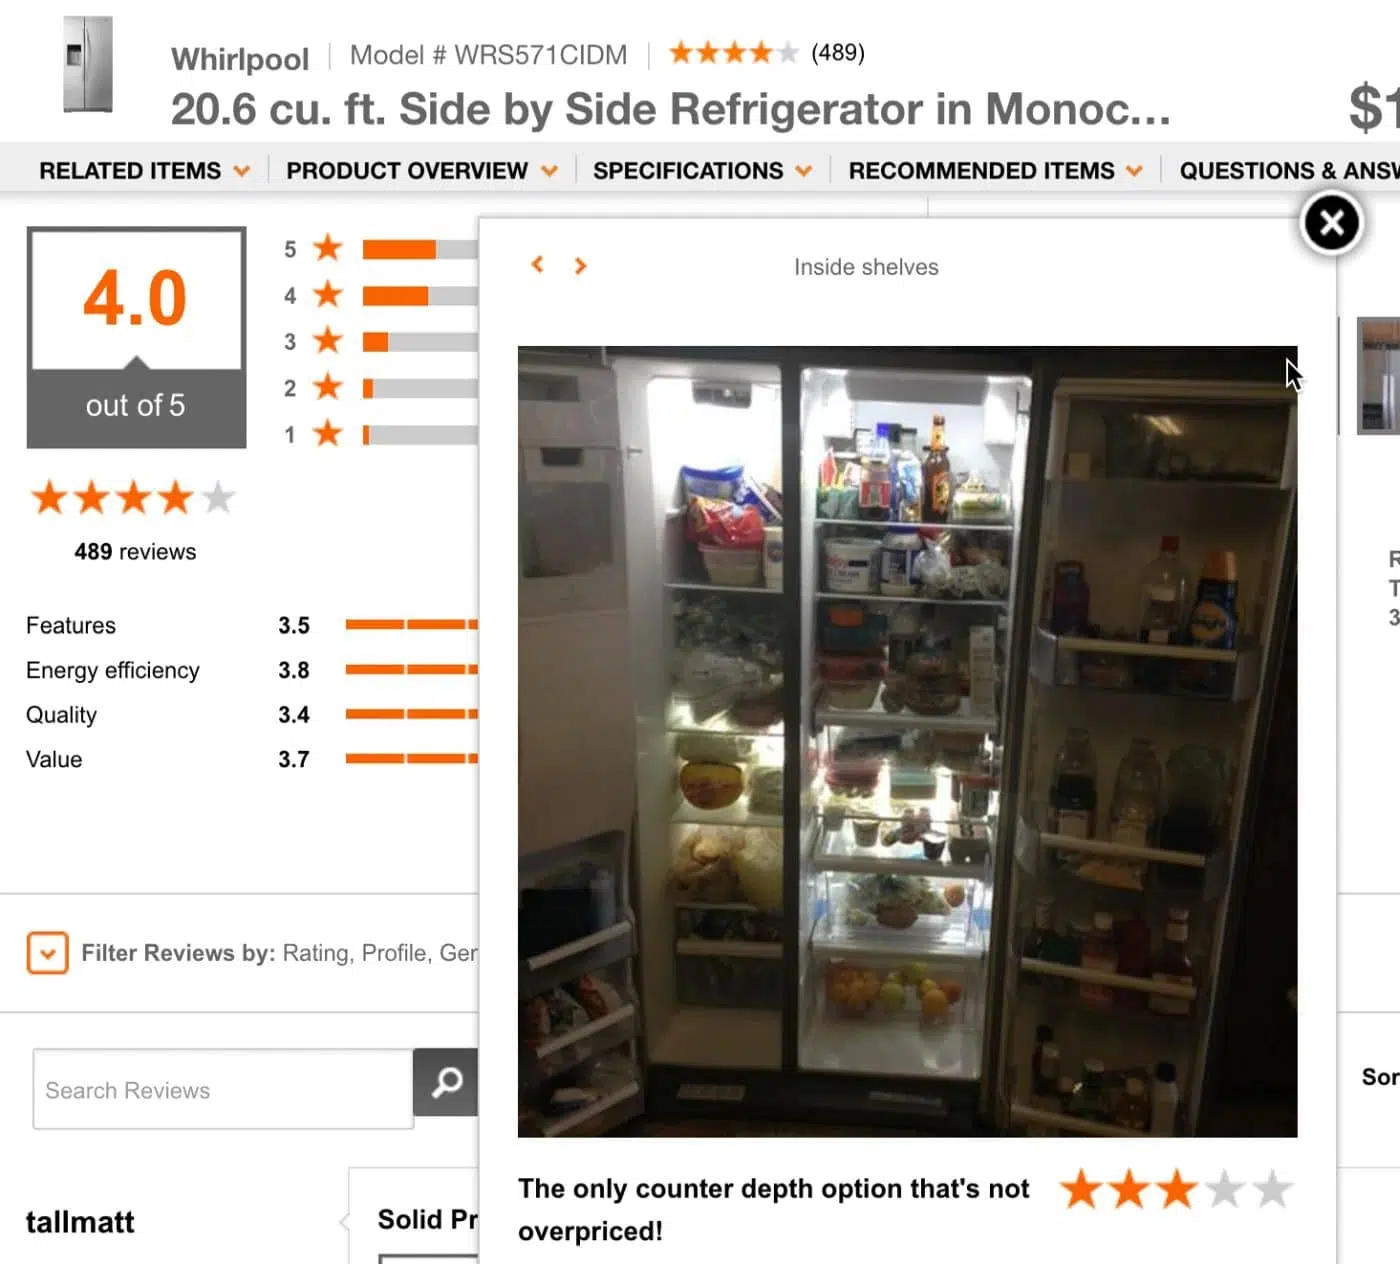 Whirlpool Model # WRS571CIDM (489)
20.6 cu. ft. Side by Side Refrigerator in Monoc... $1
RELATED ITEMS PRODUCT OVERVIEW SPECIFICATIONS RECOMMENDED ITEMS QUESTIONS & ANSW
4.0
out of 5
5
4
3
2
1
489 reviews
Features 3.5
Energy efficiency 3.8
Quality 3.4
Value 3.7
Filter Reviews by: Rating, Profile, Ger
Search Reviews
tallmatt
Solid Pr
Inside shelves
The only counter depth option that's not
overpriced!
R
T
3
Sor